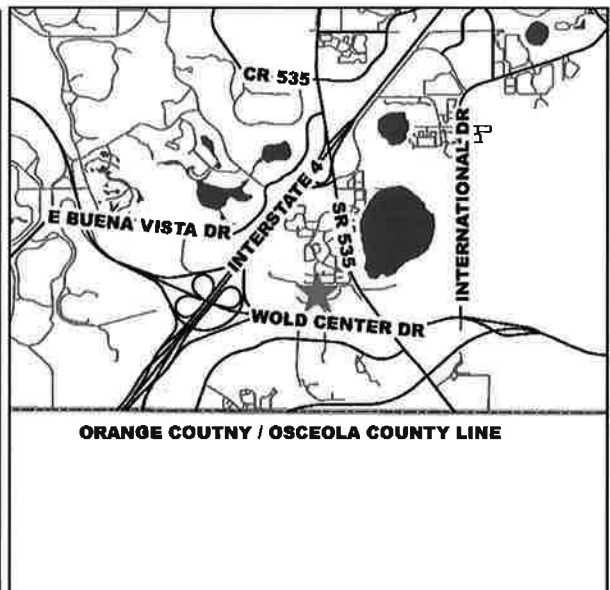 CR 535
INTERSTATE 4
SR 535
INTERNATIONAL DR
E BUENA VISTA DR
WOLD CENTER DR
ORANGE COUTNY / OSCEOLA COUNTY LINE